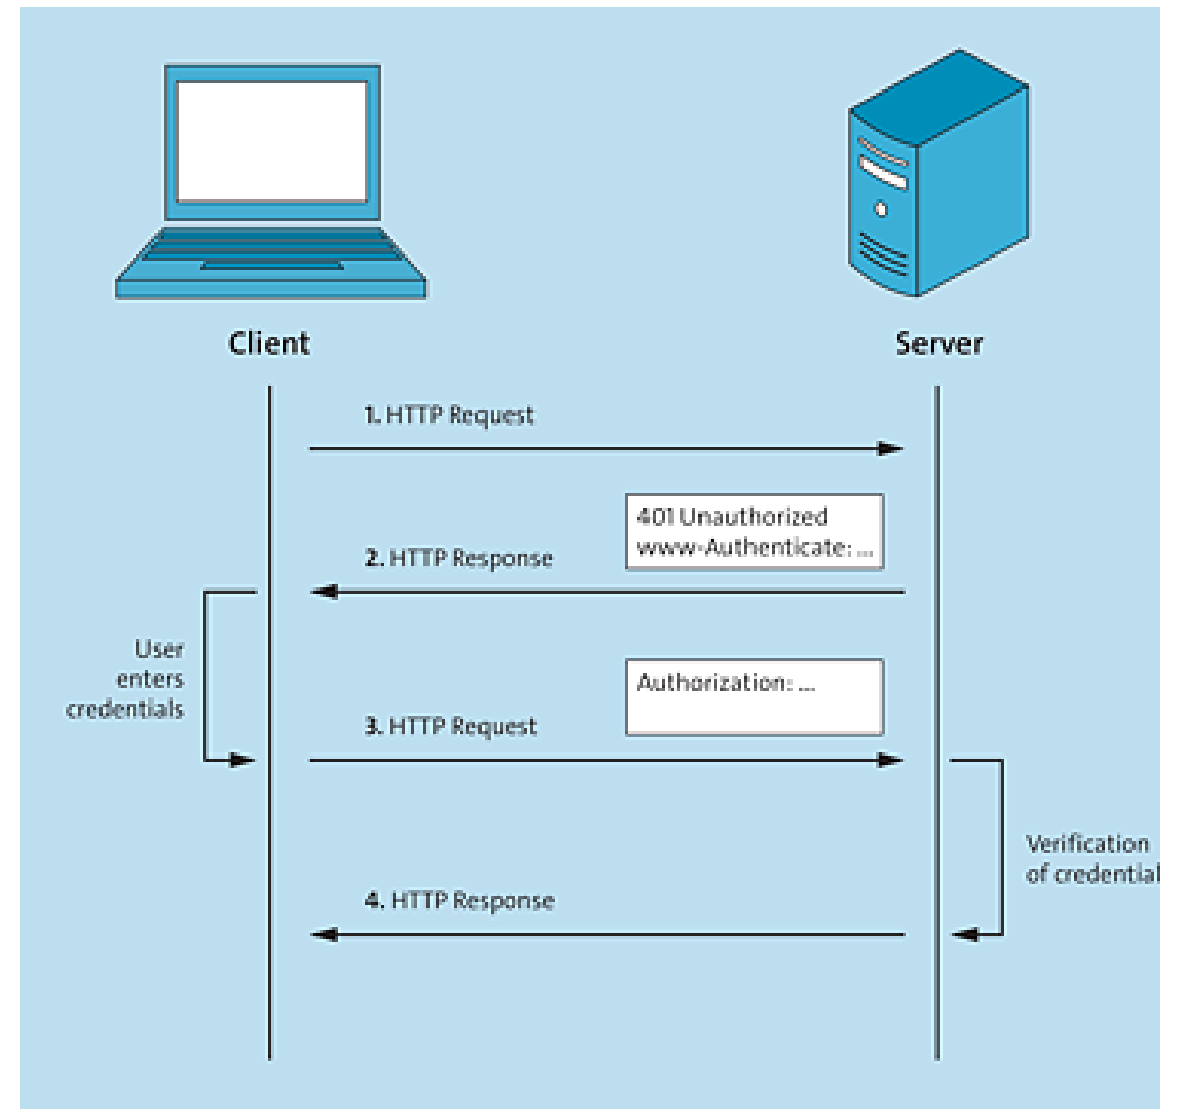 Client
Server
1. HTTP Request
401 Unauthorized
www-Authenticate: ...
2. HTTP Response
User
enters
credentials
Authorization: ...
3. HTTP Request
Verification
of credential
4. HTTP Response